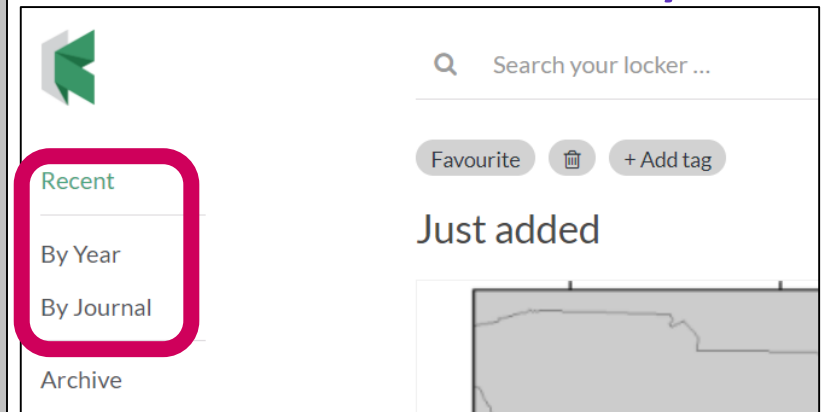 Search your locker ...
Favourite
+ Add tag
Recent
Just added
By Year
By Journal
Archive